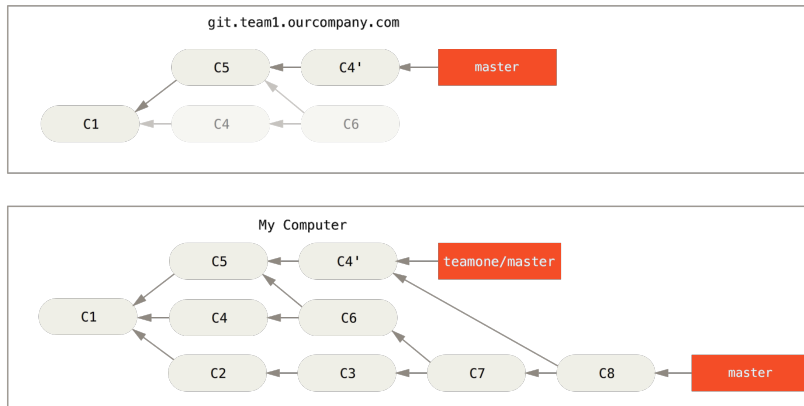 git.team1.ourcompany.com
C5 C4' master
C1 C4 C6
My Computer
C5 C4' teamone/master
C1 C4 C6
C2 C3 C7 C8 master